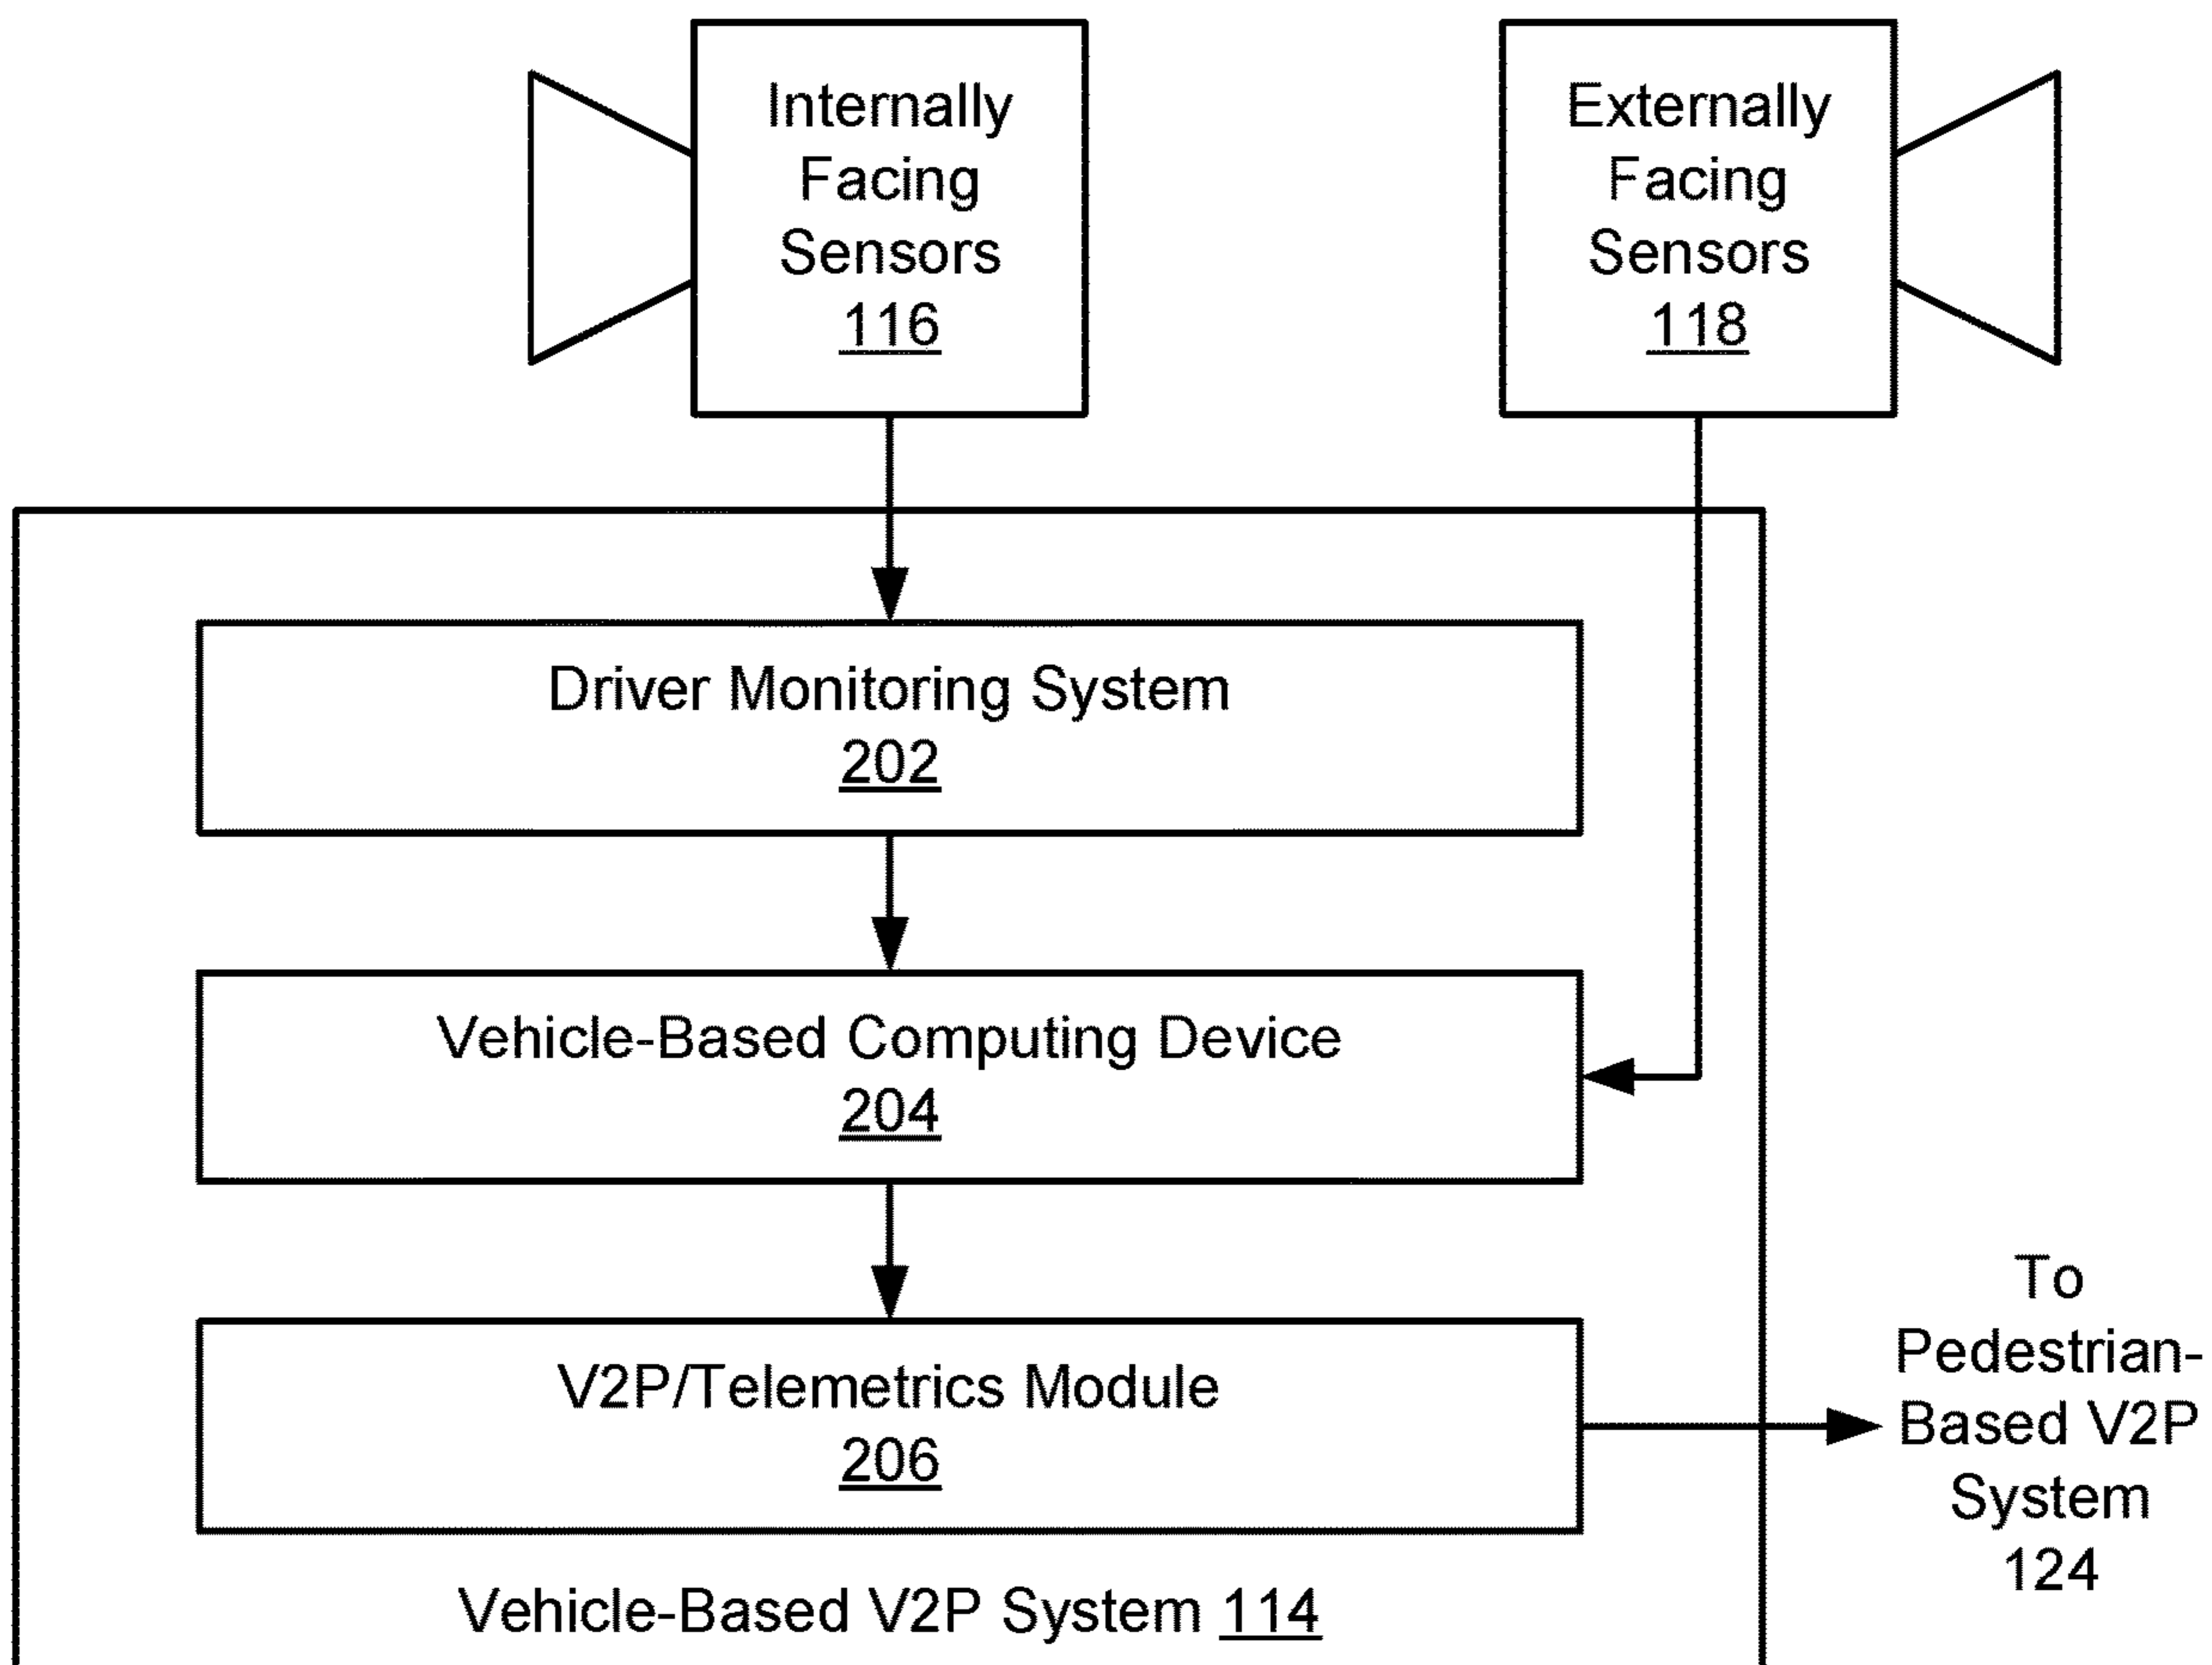 Internally
Facing
Sensors
116
Externally
Facing
Sensors
118
Driver Monitoring System
202
Vehicle-Based Computing Device
204
V2P/Telemetrics Module
206
To
Pedestrian-
Based V2P
System
124
Vehicle-Based V2P System 114